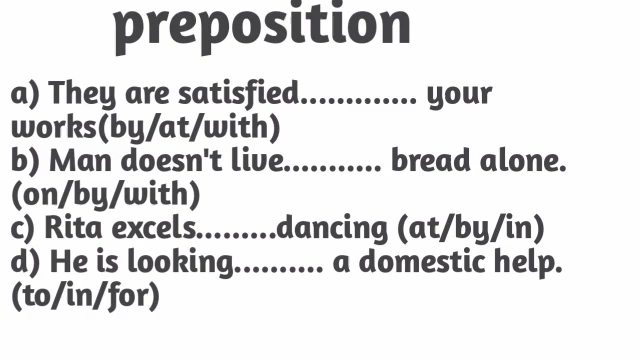 preposition
a) They are satisfied............. your
works(by/at/with)
b) Man doesn't live........... bread alone.
(on/by/with)
c) Rita excels.........dancing (at/by/in)
d) He is looking.......... a domestic help.
(to/in/for)